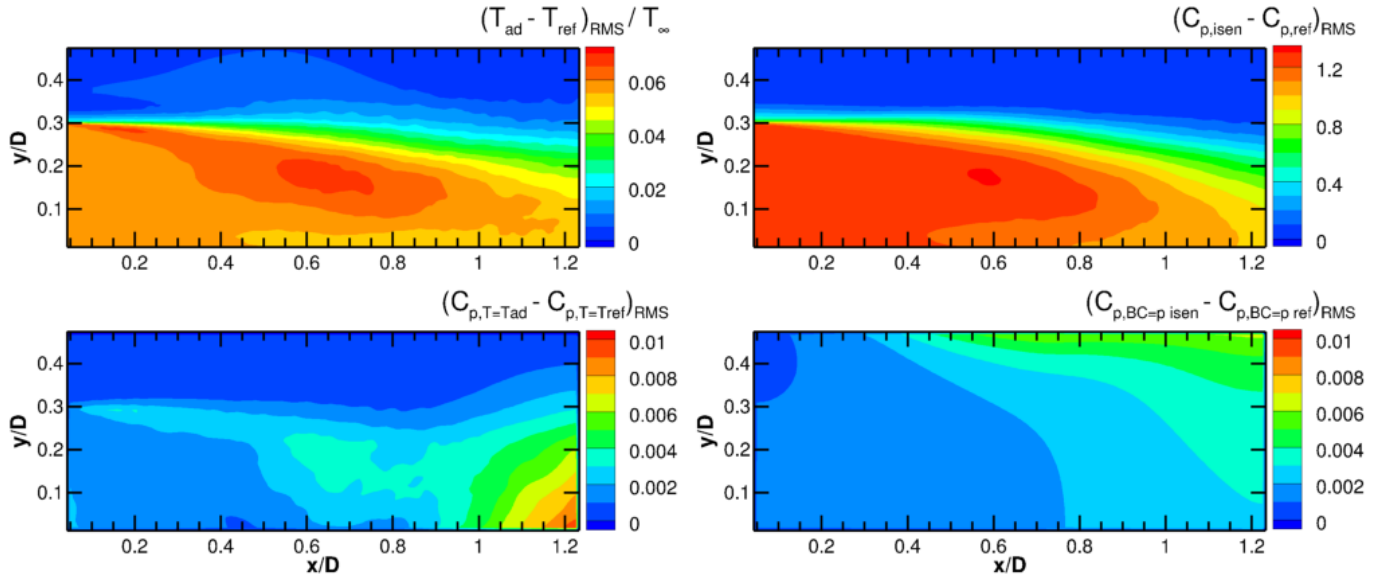 (T_ad - T_ref)_RMS / T_∞
(C_p,isen - C_p,ref)_RMS
y/D
0.4
0.3
0.2
0.1
0.2 0.4 0.6 0.8 1 1.2
0.06
0.04
0.02
0
y/D
0.4
0.3
0.2
0.1
0.2 0.4 0.6 0.8 1 1.2
1.2
0.8
0.4
0
(C_p,T=Tad - C_p,T=Tref)_RMS
(C_p,BC=p isen - C_p,BC=p ref)_RMS
y/D
0.4
0.3
0.2
0.1
0.2 0.4 0.6 0.8 1 1.2
x/D
0.01
0.008
0.006
0.004
0.002
0
y/D
0.4
0.3
0.2
0.1
0.2 0.4 0.6 0.8 1 1.2
x/D
0.01
0.008
0.006
0.004
0.002
0